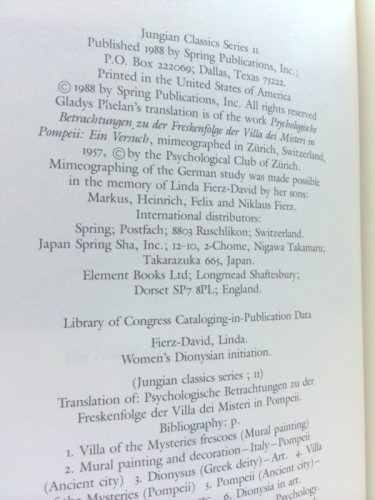 Jungian Classics Series 11
Published 1988 by Spring Publications, Inc.;
P.O. Box 222069; Dallas, Texas 75222.
Printed in the United States of America
© 1988 by Spring Publications, Inc. All rights reserved
Gladys Phelan's translation is of the work Psychologische
Betrachtungen zu der Freskenfolge der Villa dei Misteri in
Pompeii: Ein Versuch, mimeographed in Zürich, Switzerland,
1957, © by the Psychological Club of Zürich.
Mimeographing of the German study was made possible
in the memory of Linda Fierz-David by her sons:
Markus, Heinrich, Felix and Niklaus Fierz.
International distributors:
Spring; Postfach; 8803 Ruschlikon; Switzerland.
Japan Spring Sha, Inc.; 12-10, 2-Chome, Nigawa Takamaru;
Takarazuka 665, Japan.
Element Books Ltd; Longmead Shaftesbury;
Dorset SP7 8PL; England.
Library of Congress Cataloging-in-Publication Data
Fierz-David, Linda.
Women's Dionysian initiation.
(Jungian classics series ; 11)
Translation of: Psychologische Betrachtungen zu der
Freskenfolge der Villa dei Misteri in Pompeii.
Bibliography: p.
1. Villa of the Mysteries frescoes (Mural painting)
2. Mural painting and decoration–Italy–Pompeii
(Ancient city) 3. Dionysus (Greek deity)–Art. 4. Villa
of the Mysteries (Pompeii) 5. Pompeii (Ancient city)–
6. Dionysia in art.
Psychology.